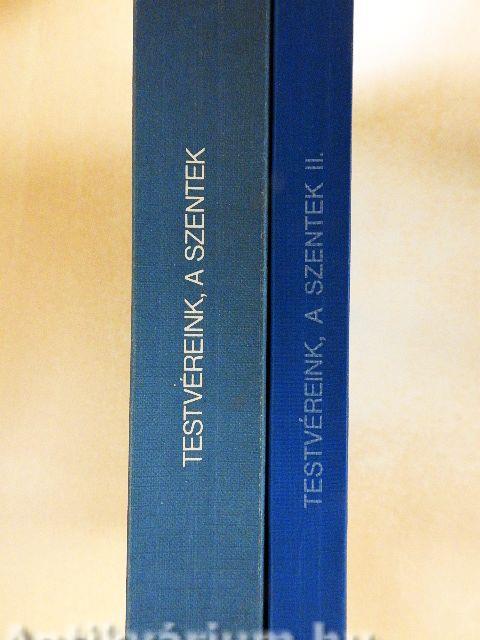 TESTVÉREINK, A SZENTEK
TESTVÉREINK, A SZENTEK II.